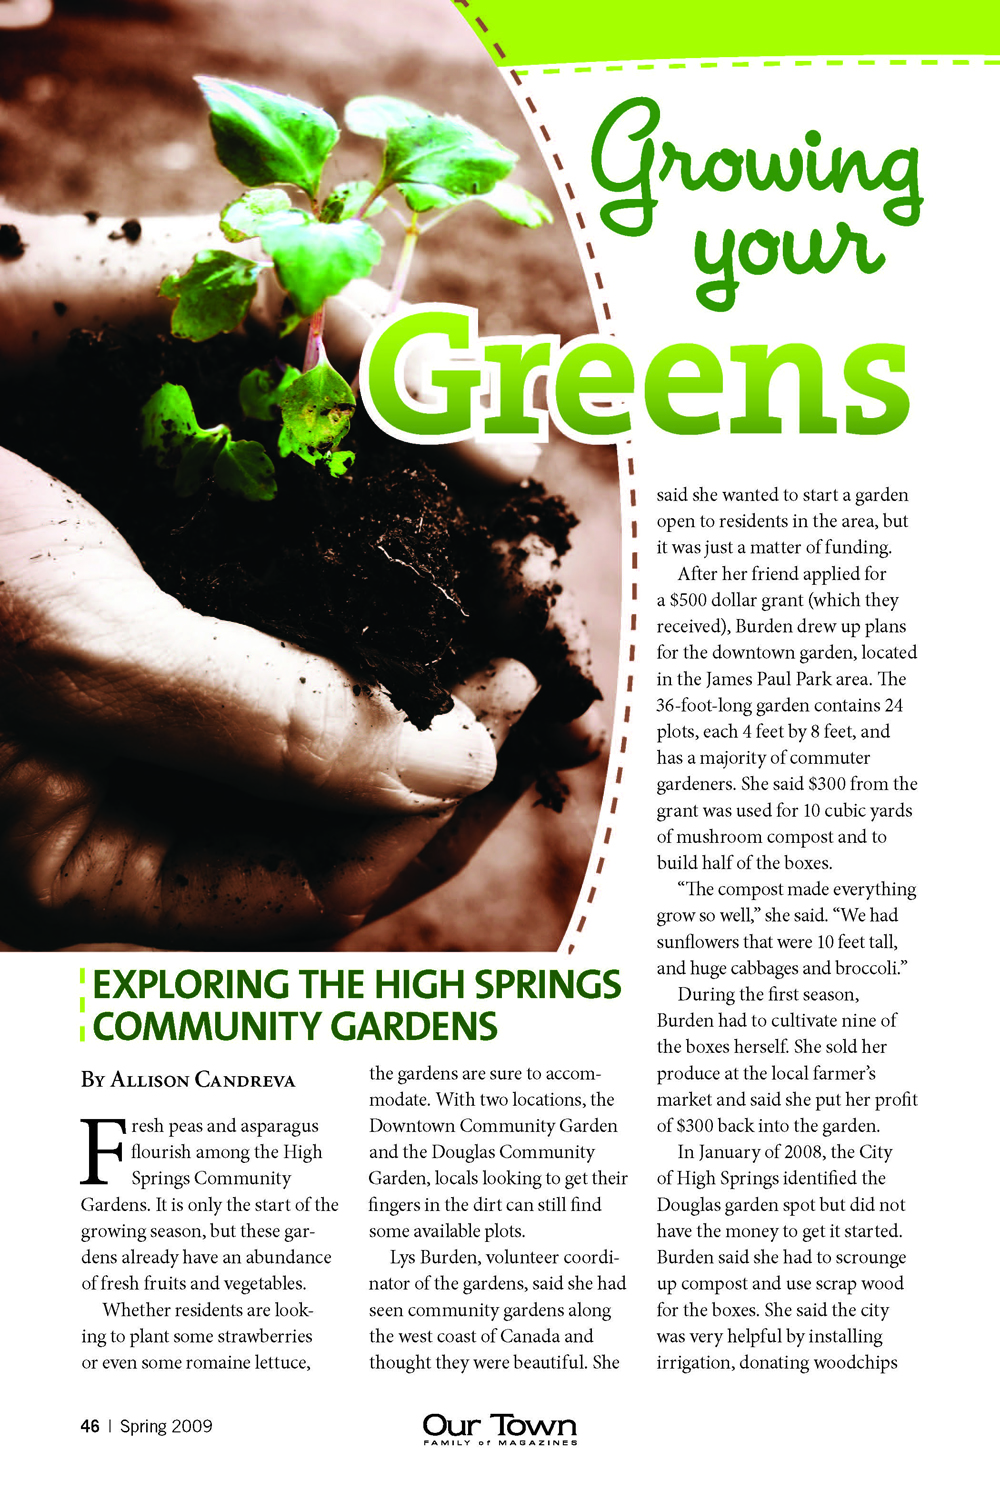 Growing
your
Greens
EXPLORING THE HIGH SPRINGS
COMMUNITY GARDENS
BY ALLISON CANDREVA
Fresh peas and asparagus
flourish among the High
Springs Community
Gardens. It is only the start of the
growing season, but these gar-
dens already have an abundance
of fresh fruits and vegetables.
Whether residents are look-
ing to plant some strawberries
or even some romaine lettuce,
the gardens are sure to accom-
modate. With two locations, the
Downtown Community Garden
and the Douglas Community
Garden, locals looking to get their
fingers in the dirt can still find
some available plots.
Lys Burden, volunteer coordi-
nator of the gardens, said she had
seen community gardens along
the west coast of Canada and
thought they were beautiful. She
said she wanted to start a garden
open to residents in the area, but
it was just a matter of funding.
After her friend applied for
a $500 dollar grant (which they
received), Burden drew up plans
for the downtown garden, located
in the James Paul Park area. The
36-foot-long garden contains 24
plots, each 4 feet by 8 feet, and
has a majority of commuter
gardeners. She said $300 from the
grant was used for 10 cubic yards
of mushroom compost and to
build half of the boxes.
“The compost made everything
grow so well,” she said. “We had
sunflowers that were 10 feet tall,
and huge cabbages and broccoli.”
During the first season,
Burden had to cultivate nine of
the boxes herself. She sold her
produce at the local farmer’s
market and said she put her profit
of $300 back into the garden.
In January of 2008, the City
of High Springs identified the
Douglas garden spot but did not
have the money to get it started.
Burden said she had to scrounge
up compost and use scrap wood
for the boxes. She said the city
was very helpful by installing
irrigation, donating woodchips
46 | Spring 2009
Our Town
FAMILY of MAGAZINES